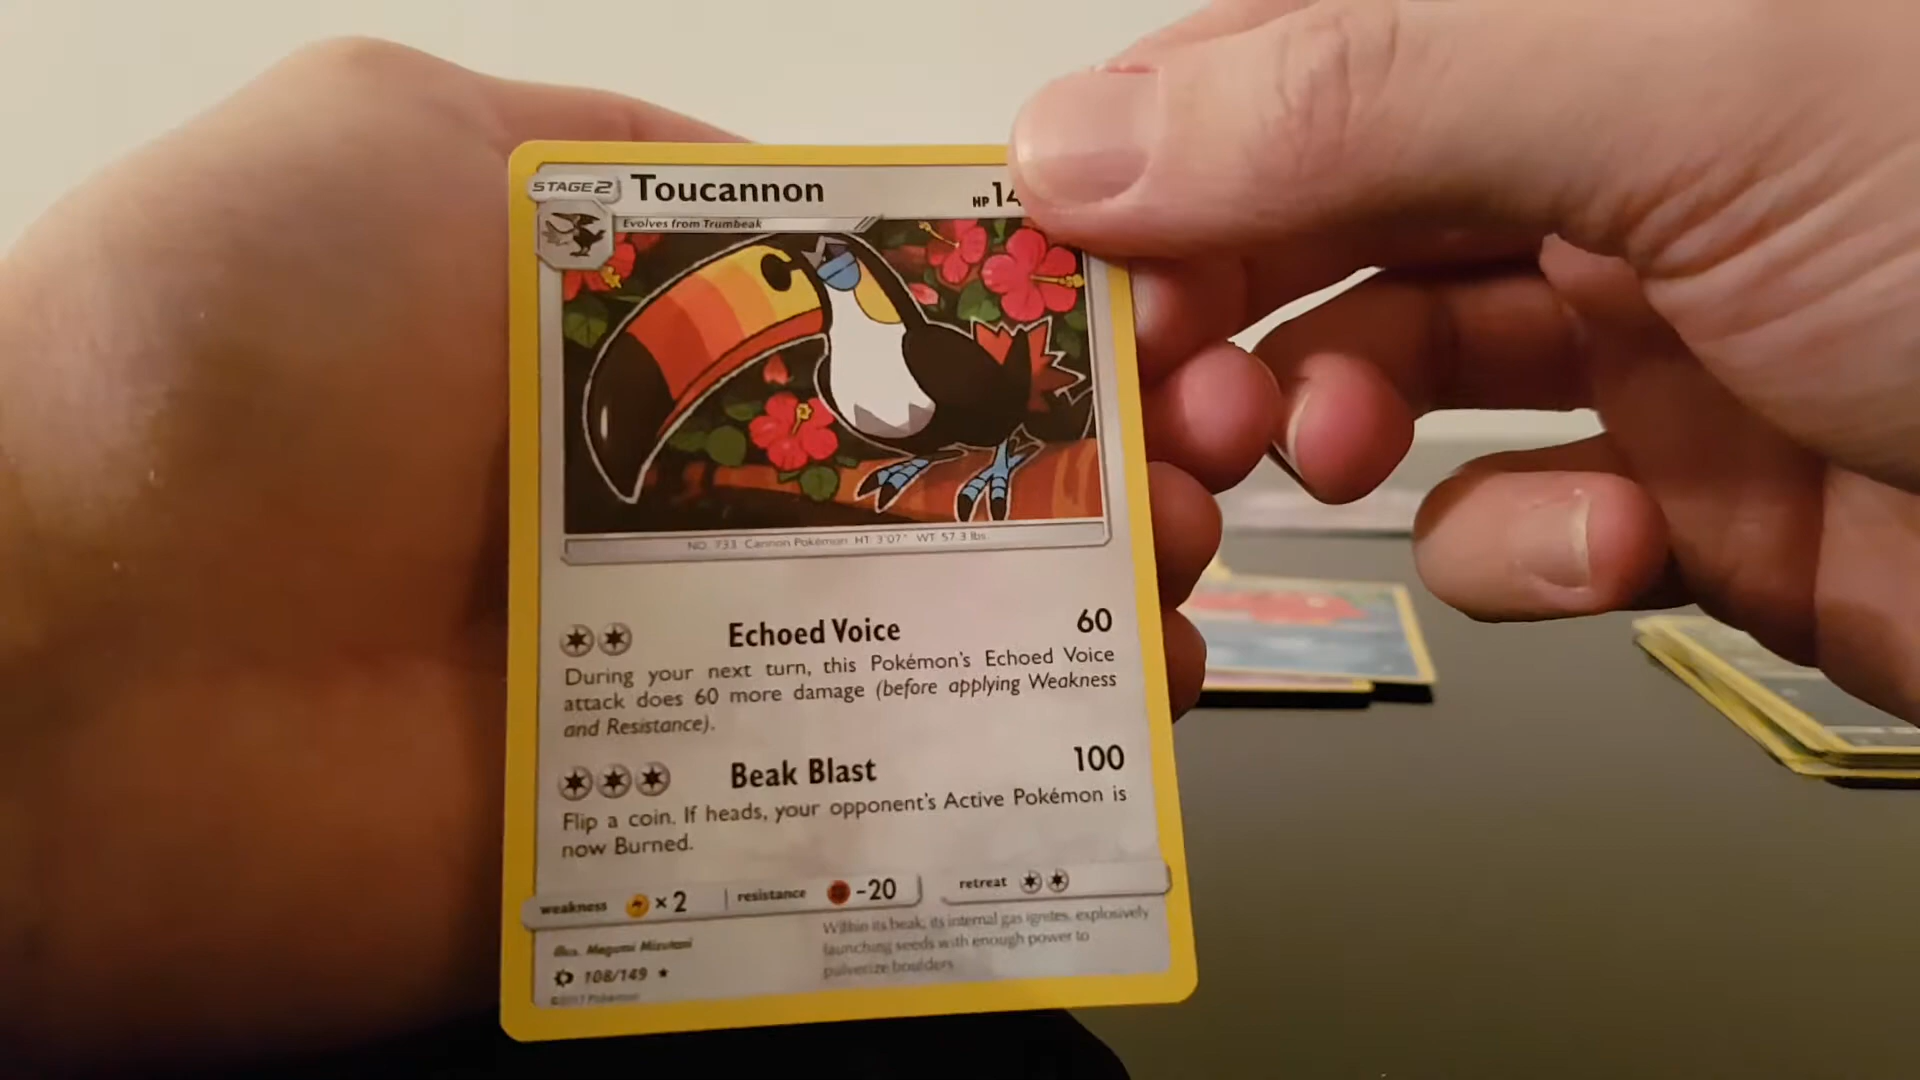 STAGE 2 Toucannon HP 14
Evolves from Trumbeak
NO. 733 Cannon Pokémon HT: 3'07" WT: 57.3 lbs.
Echoed Voice 60
During your next turn, this Pokémon's Echoed Voice
attack does 60 more damage (before applying Weakness
and Resistance).
Beak Blast 100
Flip a coin. If heads, your opponent's Active Pokémon is
now Burned.
weakness ×2 resistance -20 retreat
Within its beak, its internal gas ignites, explosively
launching seeds with enough power to
pulverize boulders.
Illus. Megumi Mizutani
108/149
©2017 Pokémon